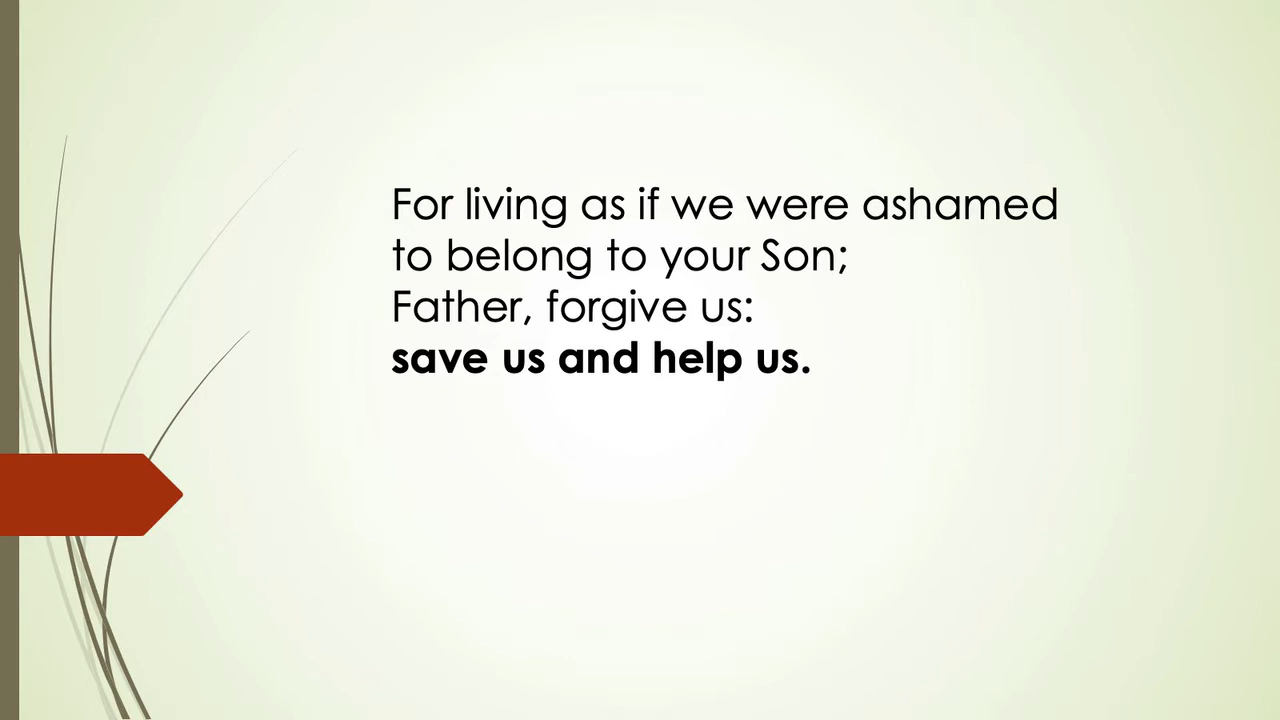 For living as if we were ashamed
to belong to your Son;
Father, forgive us:
save us and help us.